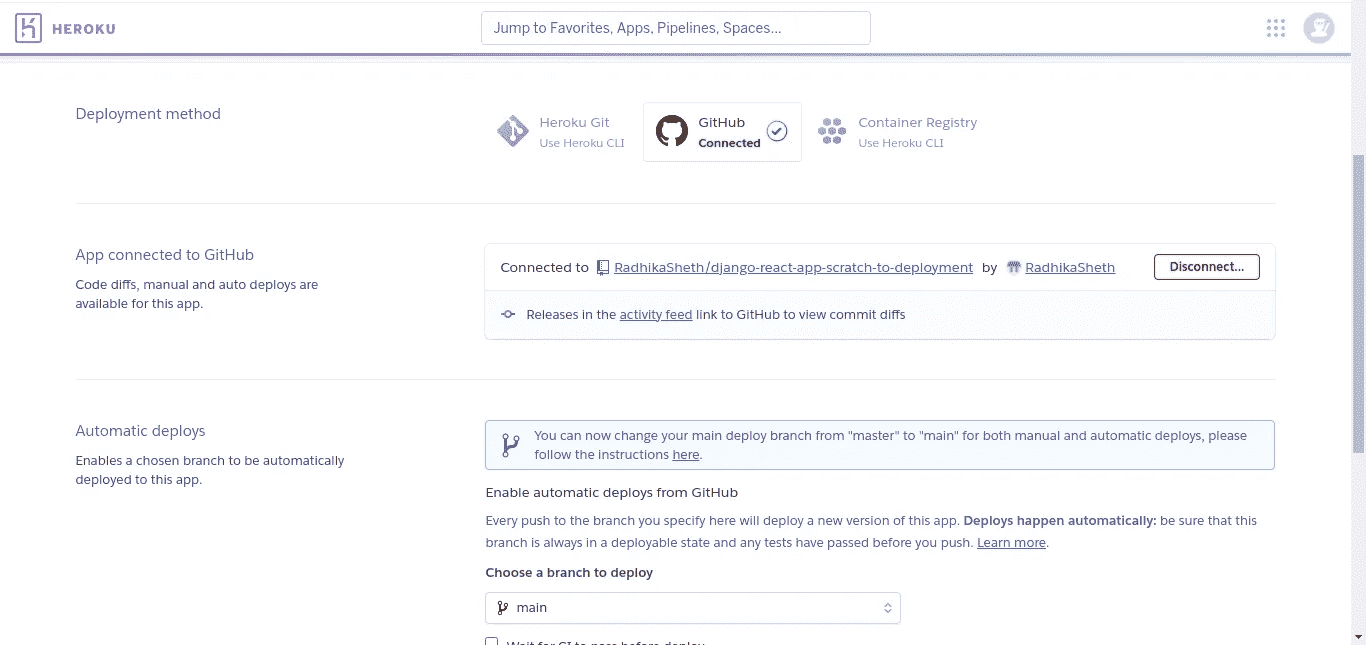 HEROKU
Jump to Favorites, Apps, Pipelines, Spaces...
Deployment method
Heroku Git
Use Heroku CLI
GitHub
Connected
Container Registry
Use Heroku CLI
App connected to GitHub
Code diffs, manual and auto deploys are
available for this app.
Connected to RadhikaSheth/django-react-app-scratch-to-deployment by RadhikaSheth
Disconnect...
Releases in the activity feed link to GitHub to view commit diffs
Automatic deploys
Enables a chosen branch to be automatically
deployed to this app.
You can now change your main deploy branch from "master" to "main" for both manual and automatic deploys, please
follow the instructions here.
Enable automatic deploys from GitHub
Every push to the branch you specify here will deploy a new version of this app. Deploys happen automatically: be sure that this
branch is always in a deployable state and any tests have passed before you push. Learn more.
Choose a branch to deploy
main
Wait for CI to pass before deploy